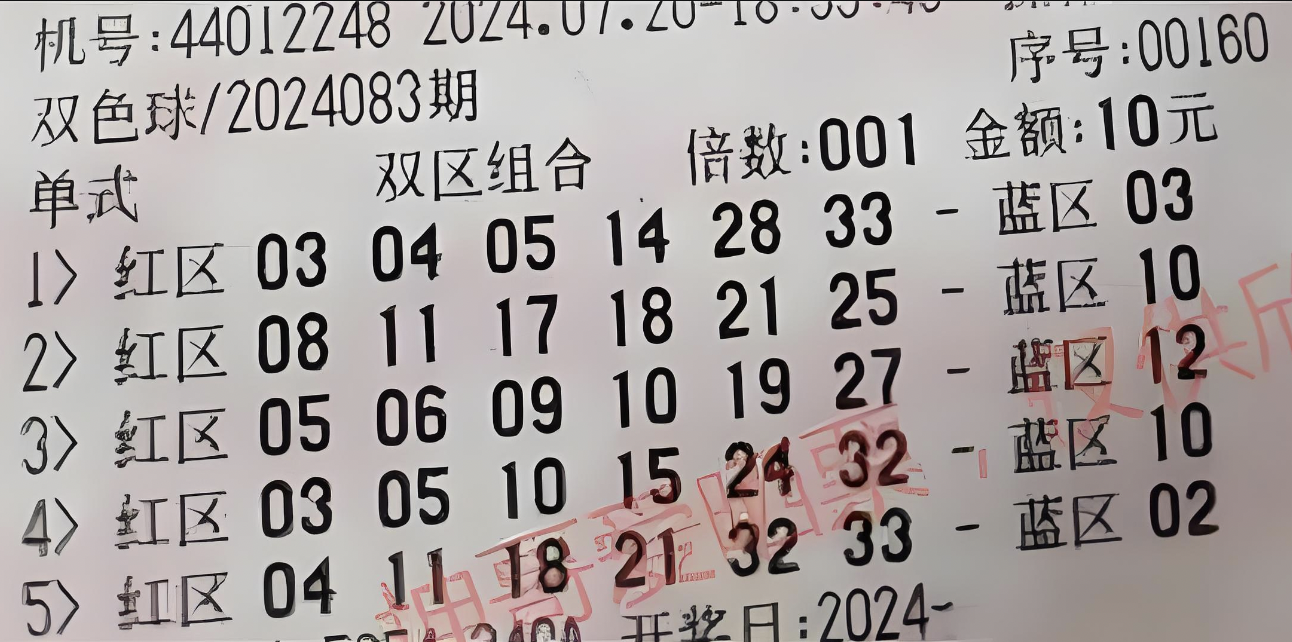 机号:44012248 2024.07.20-18:
序号:00160
双色球/2024083期
单式 双区组合 倍数:001 金额:10元
1> 红区 03 04 05 14 28 33 - 蓝区 03
2> 红区 08 11 17 18 21 25 - 蓝区 10
3> 红区 05 06 09 10 19 27 - 蓝区 12
4> 红区 03 05 10 15 24 32 - 蓝区 10
5> 红区 04 11 18 21 32 33 - 蓝区 02
开奖日:2024-